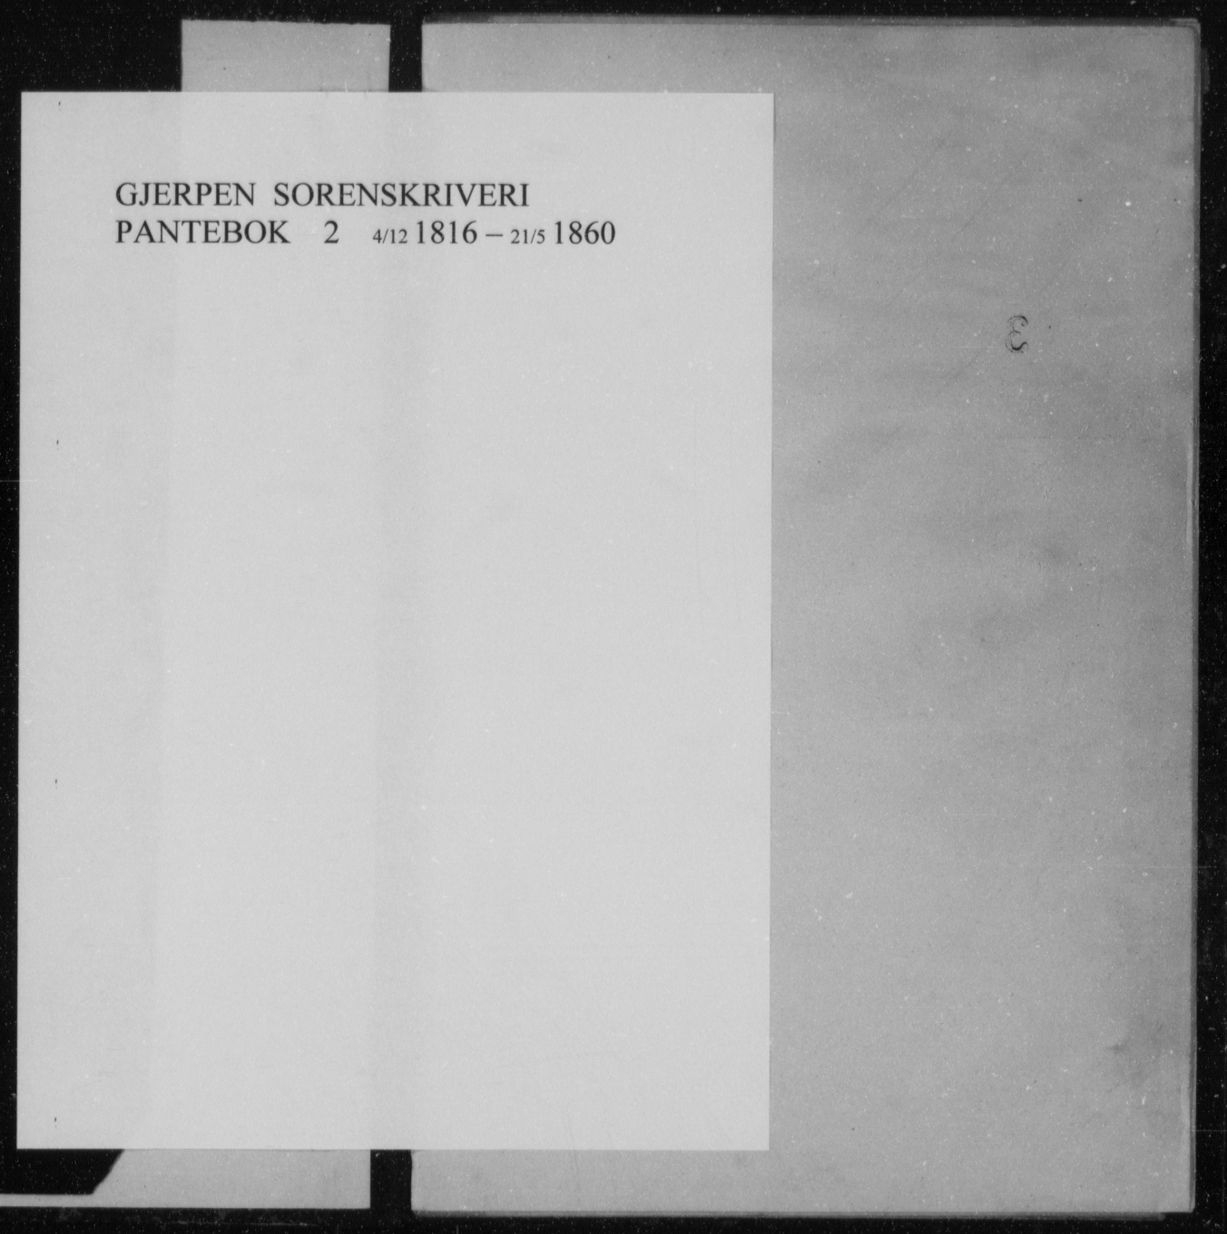 GJERPEN SORENSKRIVERI
PANTEBOK 2 4/12 1816 – 21/5 1860